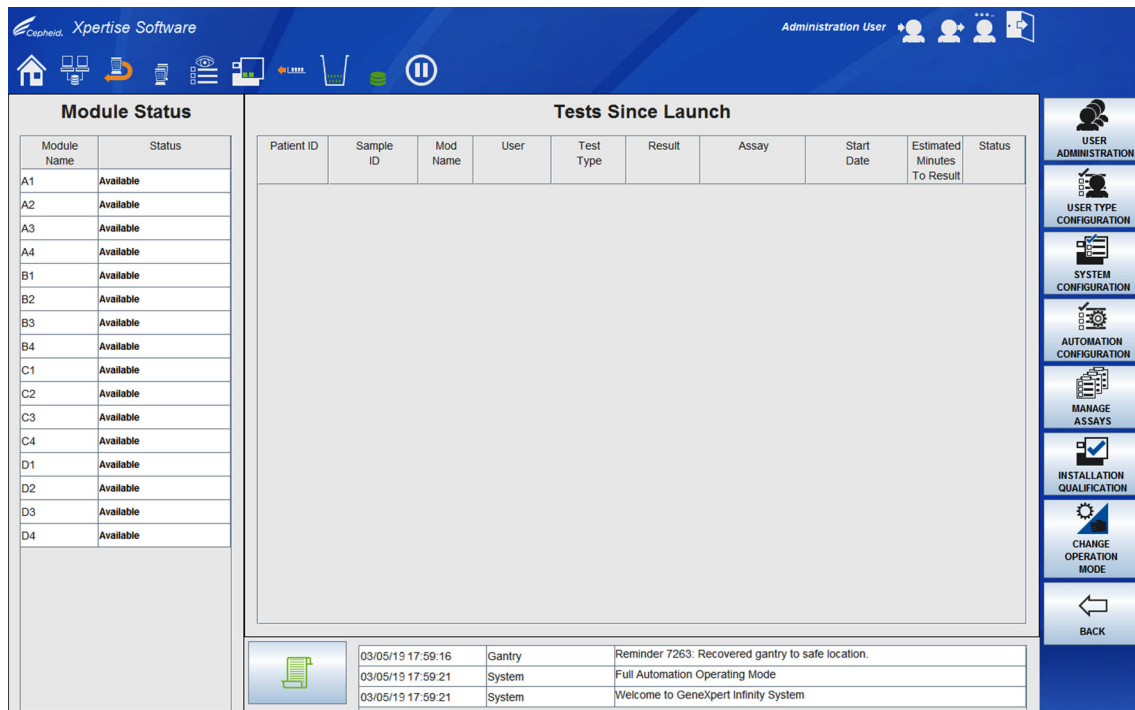 Cepheid. Xpertise Software
Administration User
Module Status
Module Name Status
A1 Available
A2 Available
A3 Available
A4 Available
B1 Available
B2 Available
B3 Available
B4 Available
C1 Available
C2 Available
C3 Available
C4 Available
D1 Available
D2 Available
D3 Available
D4 Available
Tests Since Launch
Patient ID Sample ID Mod Name User Test Type Result Assay Start Date Estimated Minutes To Result Status
03/05/19 17:59:16 Gantry Reminder 7263: Recovered gantry to safe location.
03/05/19 17:59:21 System Full Automation Operating Mode
03/05/19 17:59:21 System Welcome to GeneXpert Infinity System
USER
ADMINISTRATION
USER TYPE
CONFIGURATION
SYSTEM
CONFIGURATION
AUTOMATION
CONFIGURATION
MANAGE
ASSAYS
INSTALLATION
QUALIFICATION
CHANGE
OPERATION
MODE
BACK